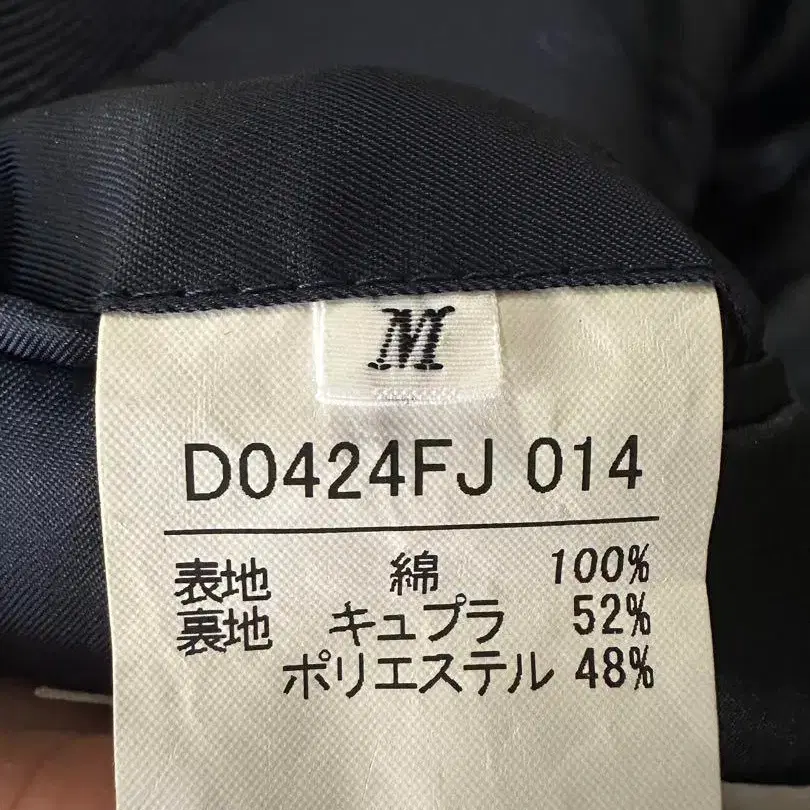 M
D0424FJ 014
表地 綿 100%
裏地 キュプラ 52%
ポリエステル 48%